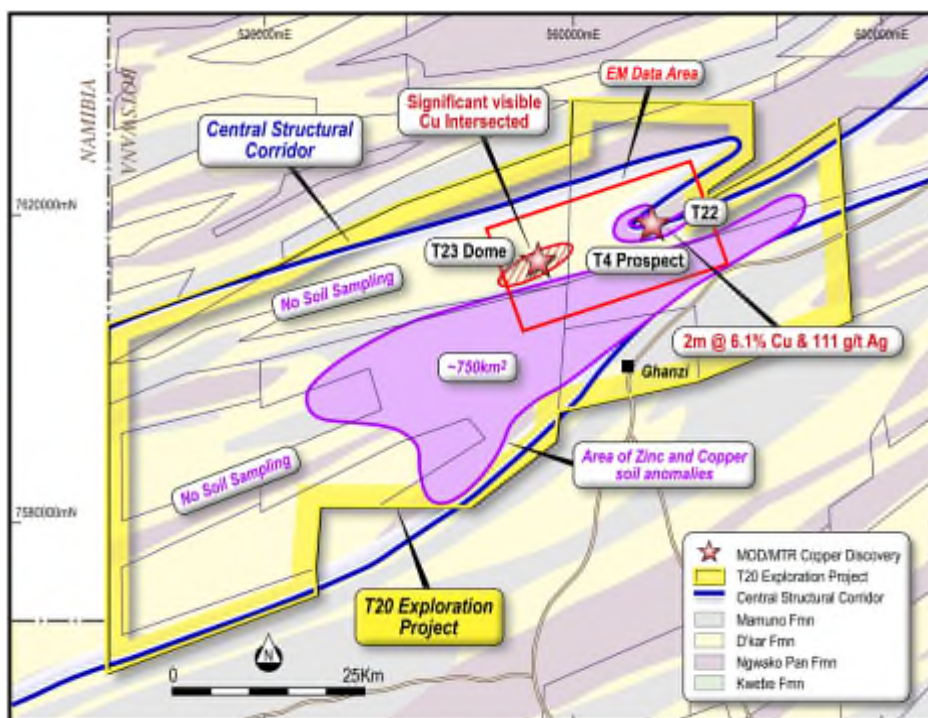 520000mE
560000mE
600000mE
NAMIBIA
BOTSWANA
EM Data Area
Significant visible
Cu Intersected
Central Structural
Corridor
7620000mN
T22
T23 Dome
T4 Prospect
No Soil Sampling
2m @ 6.1% Cu & 111 g/t Ag
~750km²
Ghanzi
No Soil Sampling
Area of Zinc and Copper
soil anomalies
7580000mN
T20 Exploration
Project
N
0
25Km
MOD/MTR Copper Discovery
T20 Exploration Project
Central Structural Corridor
Mamuno Fmn
D'kar Fmn
Ngwako Pan Fmn
Kwebe Fmn